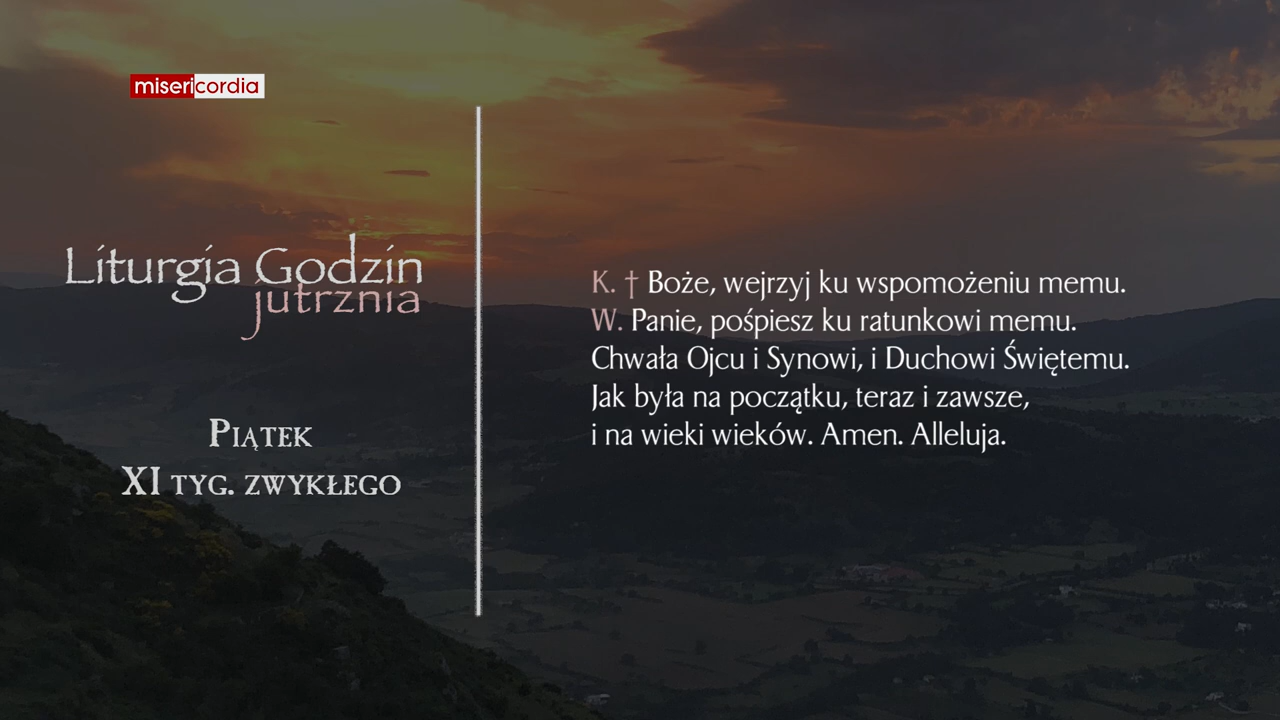 misericordia
Liturgia Godzin
jutrznia
Piątek
XI tyg. zwykłego
K. † Boże, wejrzyj ku wspomożeniu memu.
W. Panie, pośpiesz ku ratunkowi memu.
Chwała Ojcu i Synowi, i Duchowi Świętemu.
Jak była na początku, teraz i zawsze,
i na wieki wieków. Amen. Alleluja.